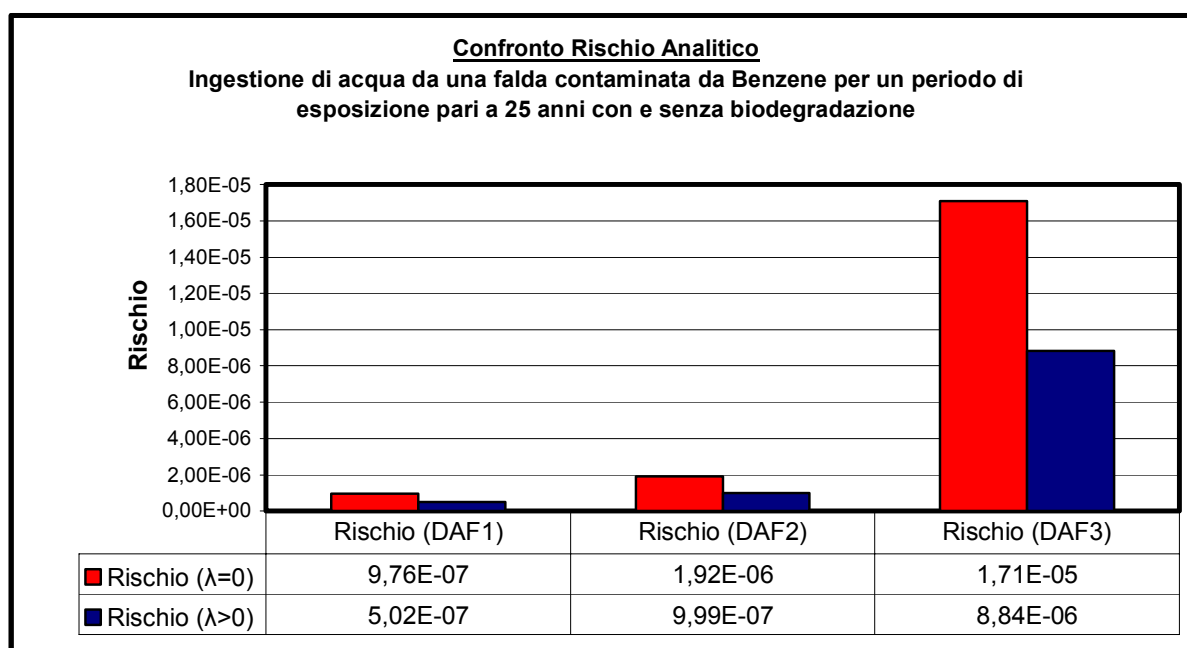 Confronto Rischio Analitico
Ingestione di acqua da una falda contaminata da Benzene per un periodo di
esposizione pari a 25 anni con e senza biodegradazione
Rischio
1,80E-05
1,60E-05
1,40E-05
1,20E-05
1,00E-05
8,00E-06
6,00E-06
4,00E-06
2,00E-06
0,00E+00
Rischio (DAF1) Rischio (DAF2) Rischio (DAF3)
Rischio (λ=0) 9,76E-07 1,92E-06 1,71E-05
Rischio (λ>0) 5,02E-07 9,99E-07 8,84E-06